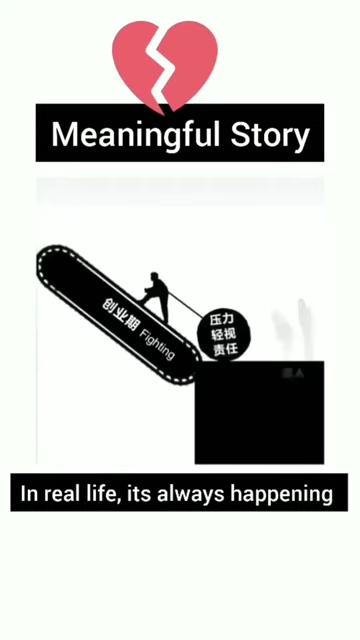 Meaningful Story
创业期 Fighting
压力
轻视
责任
In real life, its always happening